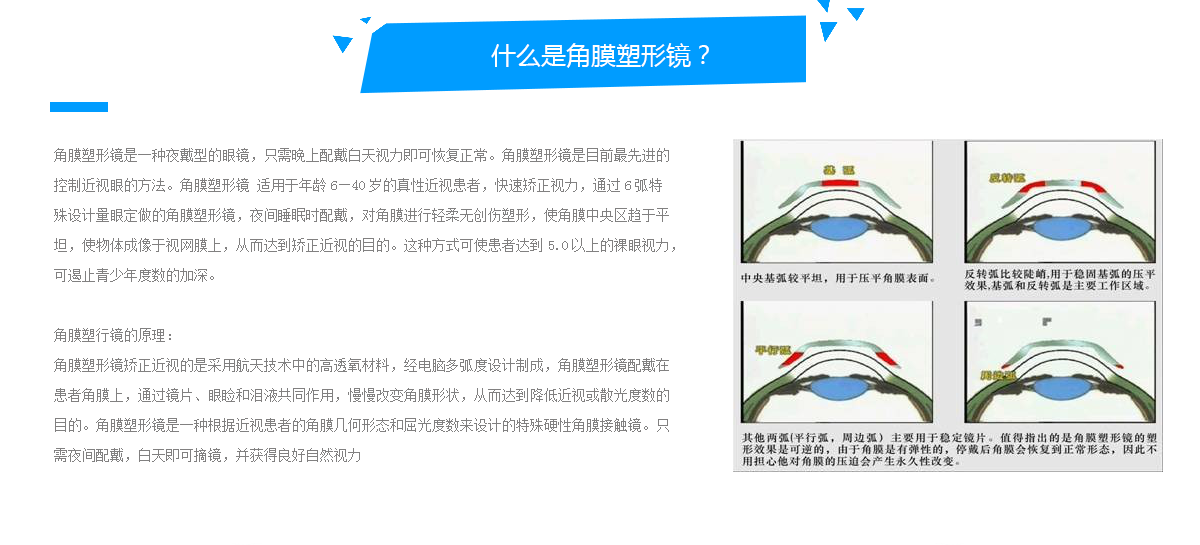 什么是角膜塑形镜？
角膜塑形镜是一种夜戴型的眼镜，只需晚上配戴白天视力即可恢复正常。角膜塑形镜是目前最先进的
控制近视眼的方法。角膜塑形镜 适用于年龄6—40岁的真性近视患者，快速矫正视力，通过6弧特
殊设计量眼定做的角膜塑形镜，夜间睡眠时配戴，对角膜进行轻柔无创伤塑形，使角膜中央区趋于平
坦，使物体成像于视网膜上，从而达到矫正近视的目的。这种方式可使患者达到5.0以上的裸眼视力，
可遏止青少年度数的加深。
角膜塑行镜的原理：
角膜塑形镜矫正近视的是采用航天技术中的高透氧材料，经电脑多弧度设计制成，角膜塑形镜配戴在
患者角膜上，通过镜片、眼睑和泪液共同作用，慢慢改变角膜形状，从而达到降低近视或散光度数的
目的。角膜塑形镜是一种根据近视患者的角膜几何形态和屈光度数来设计的特殊硬性角膜接触镜。只
需夜间配戴，白天即可摘镜，并获得良好自然视力
基 弧
中央基弧较平坦，用于压平角膜表面。
反转弧
反转弧比较陡峭,用于稳固基弧的压平
效果,基弧和反转弧是主要工作区域。
平行弧
周边弧
其他两弧(平行弧，周边弧）主要用于稳定镜片。值得指出的是角膜塑形镜的塑
形效果是可逆的，由于角膜是有弹性的，停戴后角膜会恢复到正常形态，因此不
用担心他对角膜的压迫会产生永久性改变。